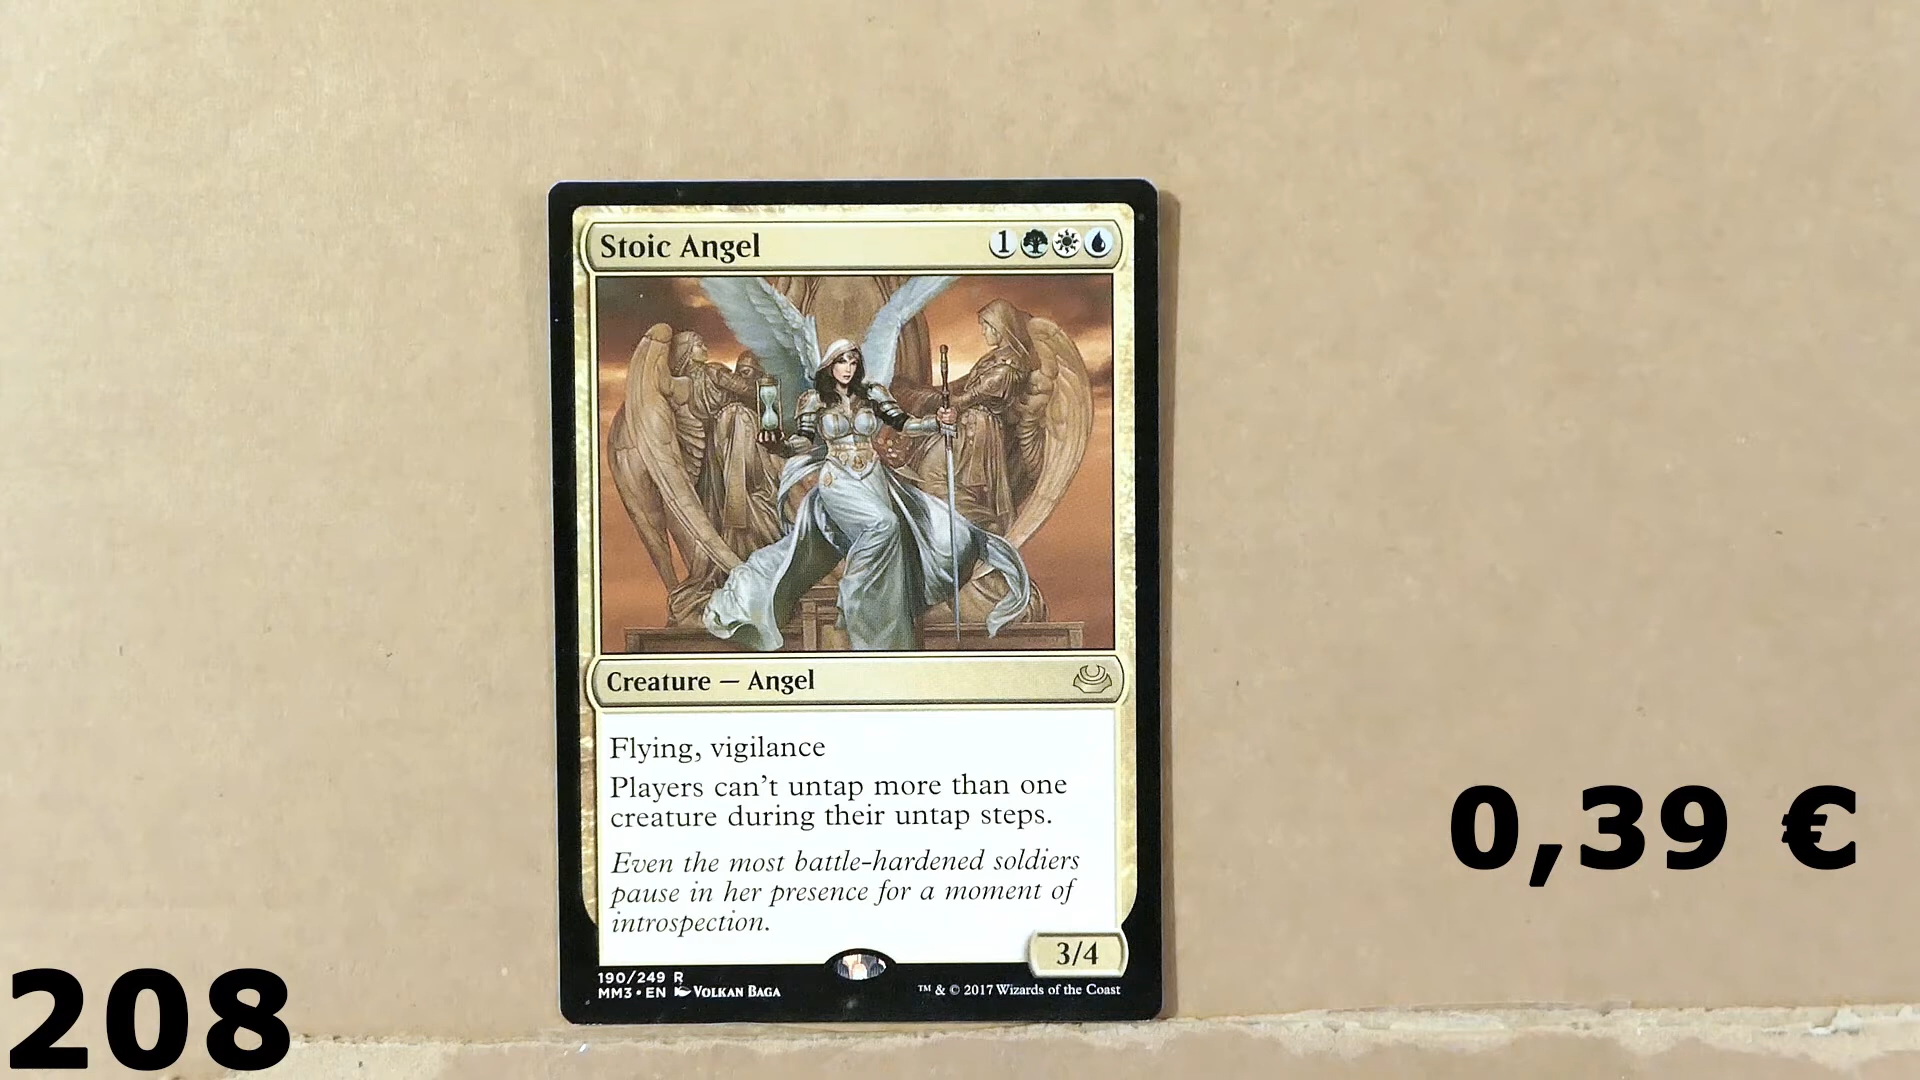 Stoic Angel
1
Creature — Angel
Flying, vigilance
Players can't untap more than one
creature during their untap steps.
Even the most battle-hardened soldiers
pause in her presence for a moment of
introspection.
3/4
190/249 R
MM3 • EN VOLKAN BAGA
™ & © 2017 Wizards of the Coast
0,39 €
208